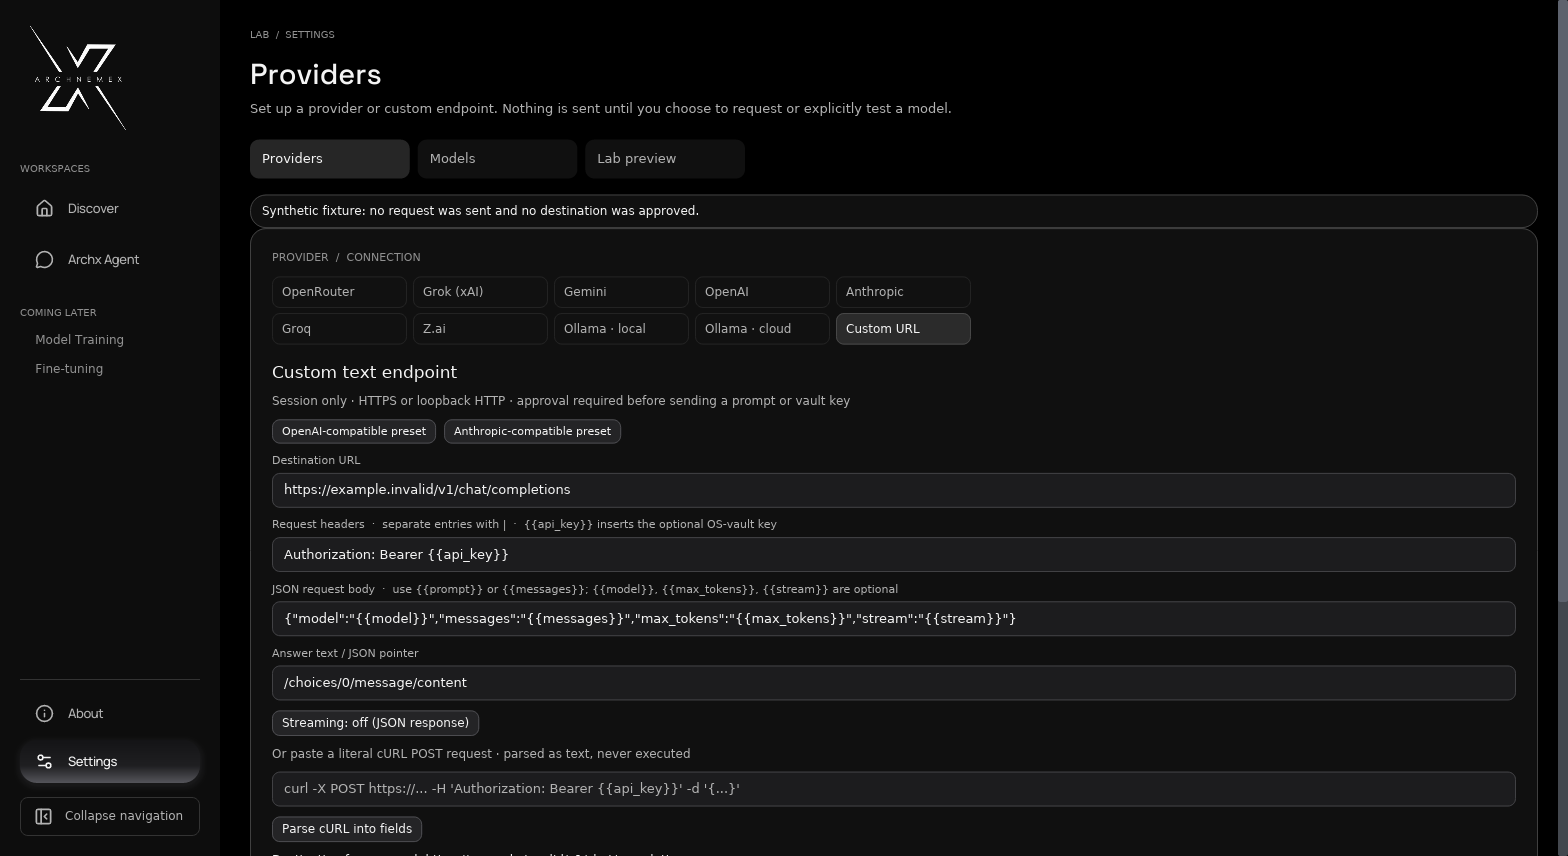 ARCHNEMEX
WORKSPACES
Discover
Archx Agent
COMING LATER
Model Training
Fine-tuning
About
Settings
Collapse navigation
LAB / SETTINGS
Providers
Set up a provider or custom endpoint. Nothing is sent until you choose to request or explicitly test a model.
Providers Models Lab preview
Synthetic fixture: no request was sent and no destination was approved.
PROVIDER / CONNECTION
OpenRouter Grok (xAI) Gemini OpenAI Anthropic
Groq Z.ai Ollama · local Ollama · cloud Custom URL
Custom text endpoint
Session only · HTTPS or loopback HTTP · approval required before sending a prompt or vault key
OpenAI-compatible preset Anthropic-compatible preset
Destination URL
https://example.invalid/v1/chat/completions
Request headers · separate entries with | · {{api_key}} inserts the optional OS-vault key
Authorization: Bearer {{api_key}}
JSON request body · use {{prompt}} or {{messages}}; {{model}}, {{max_tokens}}, {{stream}} are optional
{"model":"{{model}}","messages":"{{messages}}","max_tokens":"{{max_tokens}}","stream":"{{stream}}"}
Answer text / JSON pointer
/choices/0/message/content
Streaming: off (JSON response)
Or paste a literal cURL POST request · parsed as text, never executed
curl -X POST https://... -H 'Authorization: Bearer {{api_key}}' -d '{...}'
Parse cURL into fields